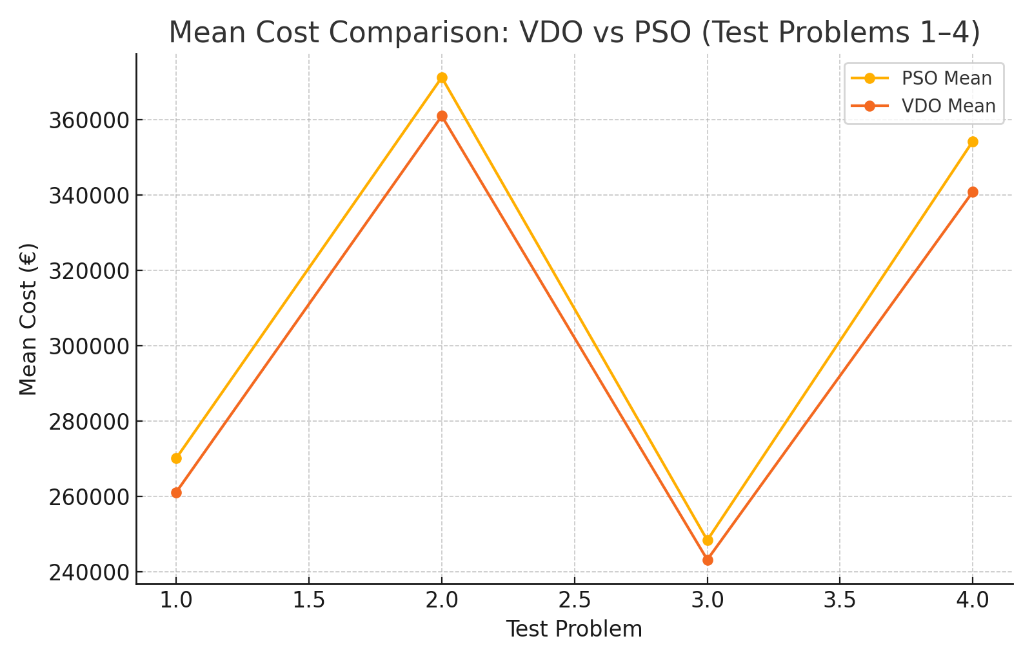 Mean Cost Comparison: VDO vs PSO (Test Problems 1–4)
PSO Mean
VDO Mean
Mean Cost (€)
360000
340000
320000
300000
280000
260000
240000
1.0 1.5 2.0 2.5 3.0 3.5 4.0
Test Problem